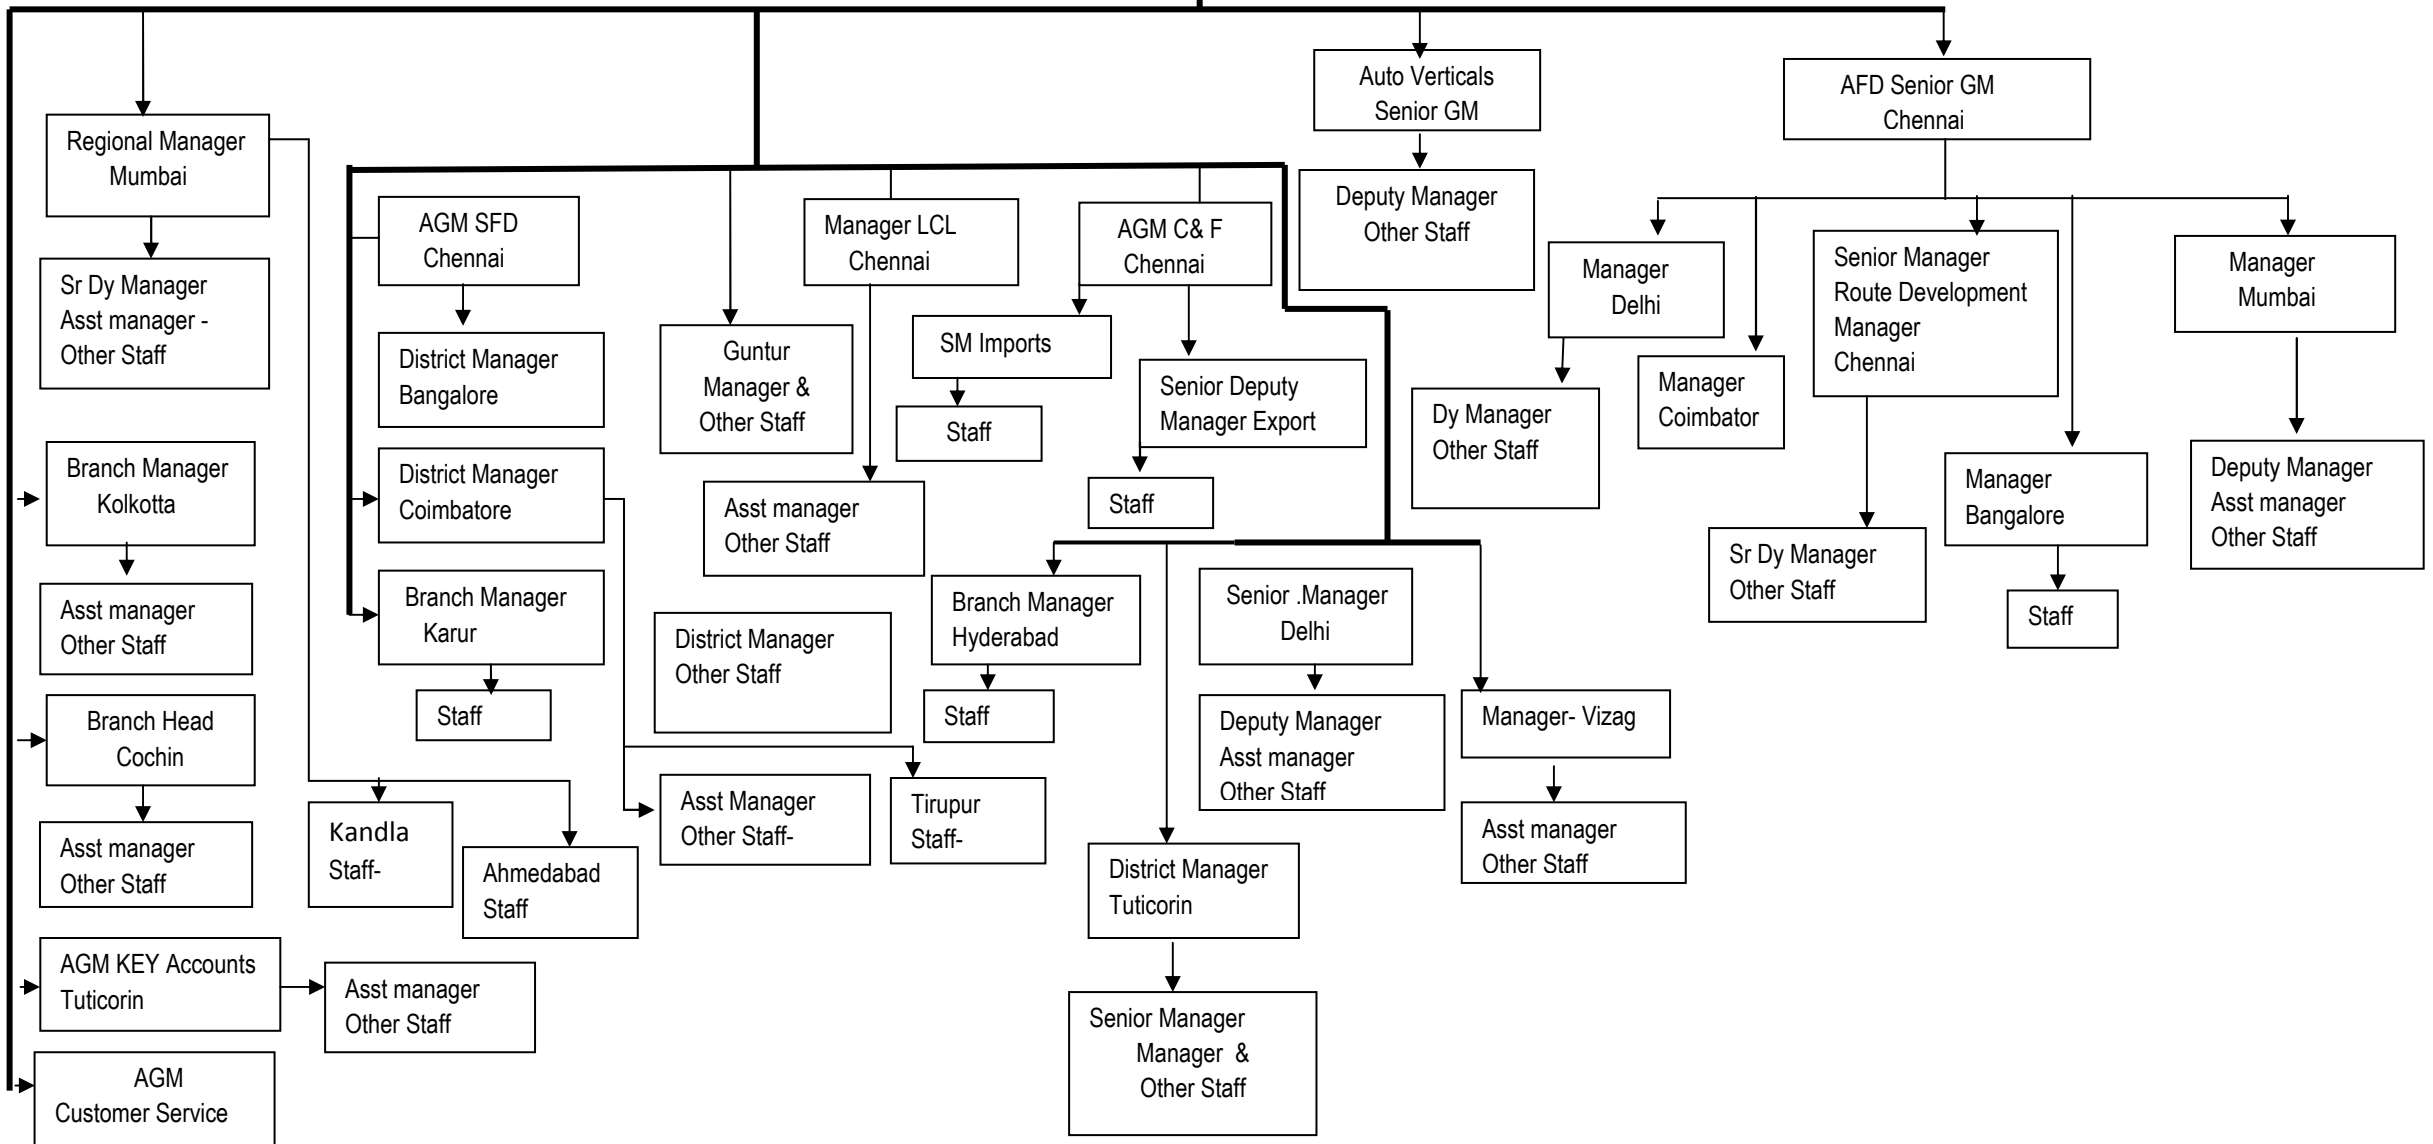 Auto Verticals
Senior GM
AFD Senior GM
Chennai
Regional Manager
Mumbai
Deputy Manager
Other Staff
AGM SFD
Chennai
Manager LCL
Chennai
AGM C& F
Chennai
Manager
Delhi
Senior Manager
Route Development
Manager
Chennai
Manager
Mumbai
Sr Dy Manager
Asst manager -
Other Staff
District Manager
Bangalore
Guntur
Manager &
Other Staff
SM Imports
Senior Deputy
Manager Export
Staff
Dy Manager
Other Staff
Manager
Coimbator
Branch Manager
Kolkotta
District Manager
Coimbatore
Asst manager
Other Staff
Staff
Manager
Bangalore
Deputy Manager
Asst manager
Other Staff
Sr Dy Manager
Other Staff
Asst manager
Other Staff
Branch Manager
Karur
District Manager
Other Staff
Branch Manager
Hyderabad
Senior .Manager
Delhi
Staff
Staff
Staff
Deputy Manager
Asst manager
Other Staff
Manager- Vizag
Branch Head
Cochin
Asst manager
Other Staff
Kandla
Staff-
Ahmedabad
Staff
Asst Manager
Other Staff-
Tirupur
Staff-
Asst manager
Other Staff
District Manager
Tuticorin
AGM KEY Accounts
Tuticorin
Asst manager
Other Staff
Senior Manager
Manager &
Other Staff
AGM
Customer Service